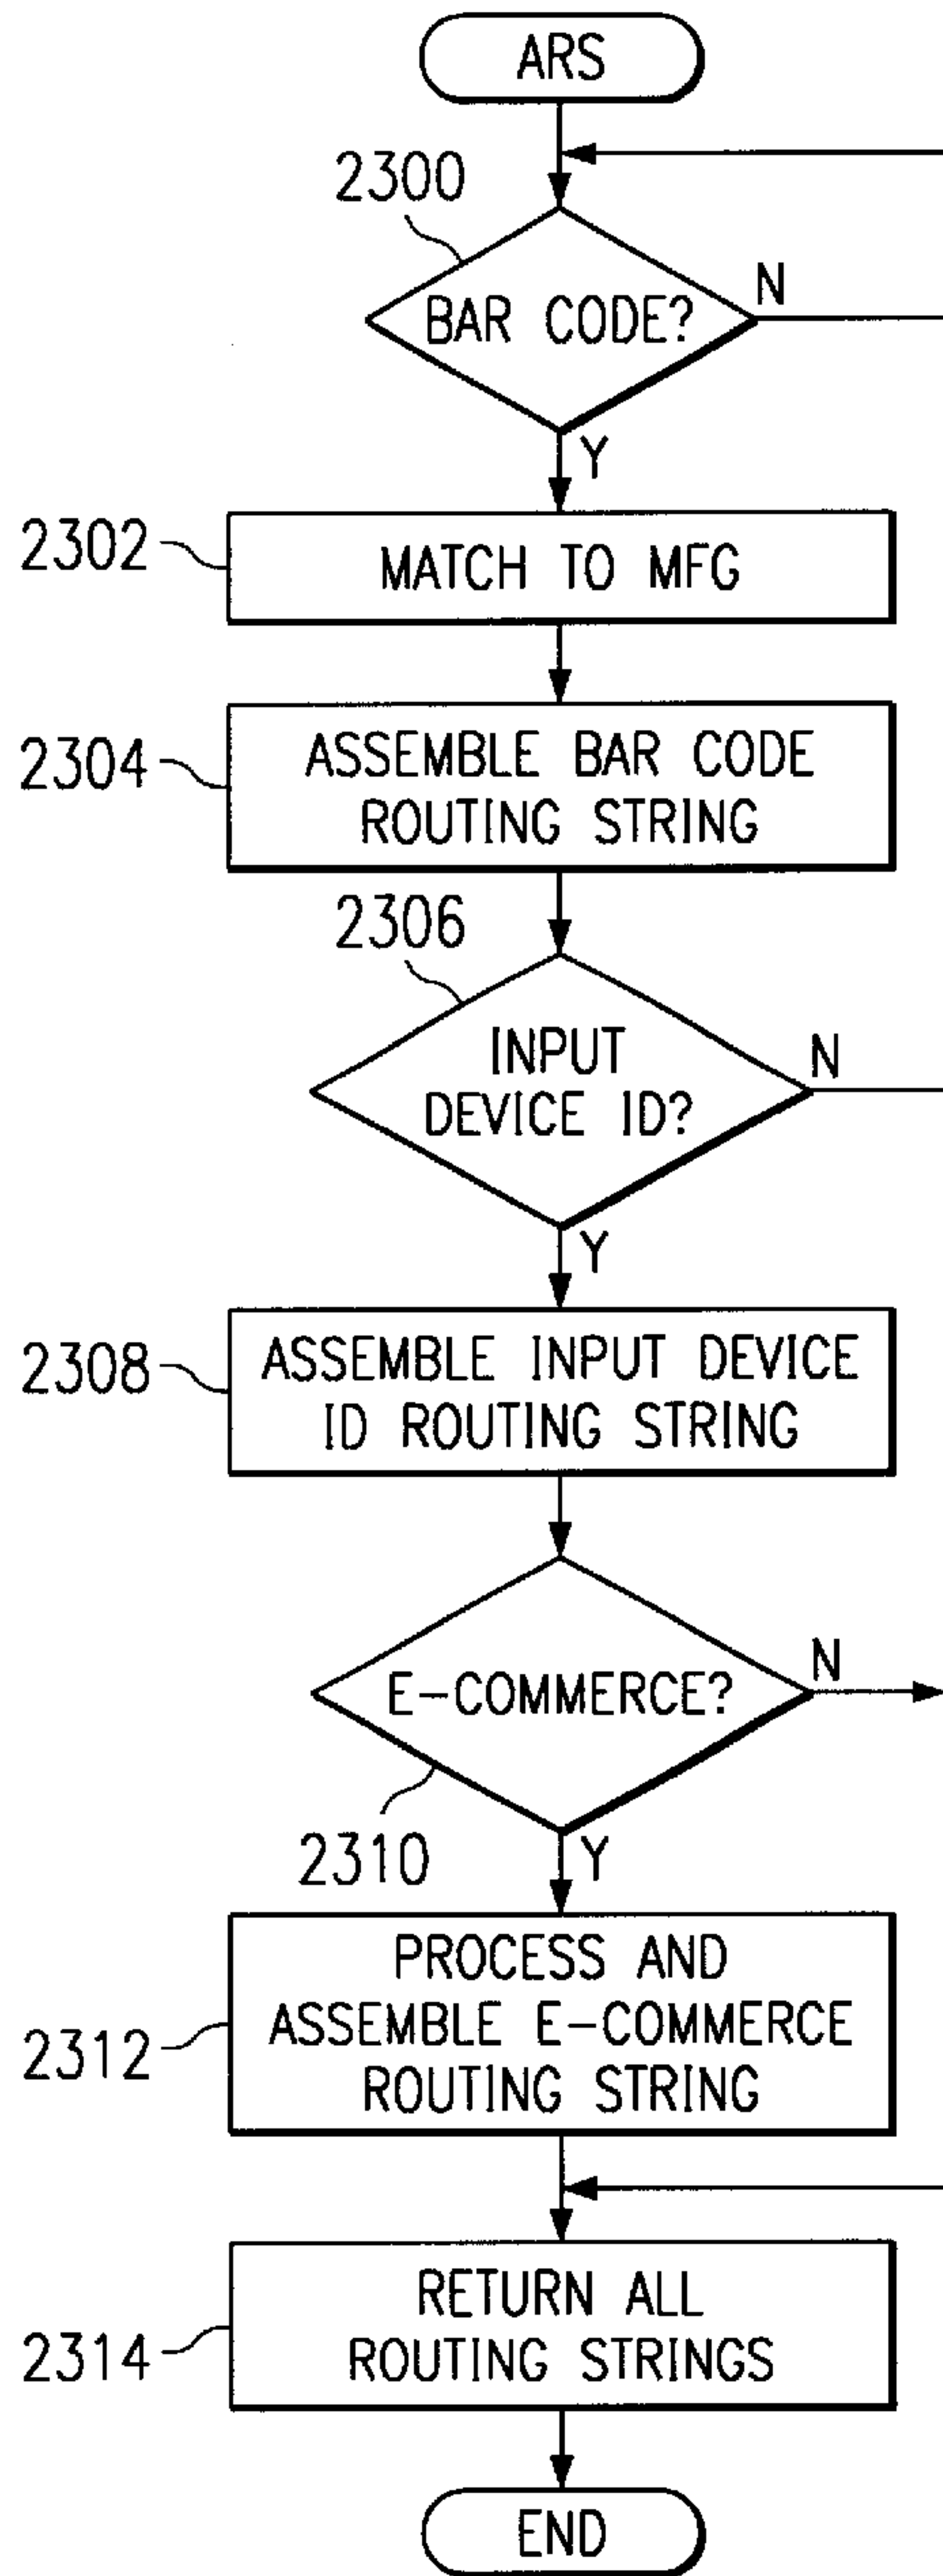 ARS
2300
BAR CODE?
N
Y
2302
MATCH TO MFG
2304
ASSEMBLE BAR CODE
ROUTING STRING
2306
INPUT
DEVICE ID?
N
Y
2308
ASSEMBLE INPUT DEVICE
ID ROUTING STRING
E-COMMERCE?
N
2310
Y
2312
PROCESS AND
ASSEMBLE E-COMMERCE
ROUTING STRING
2314
RETURN ALL
ROUTING STRINGS
END